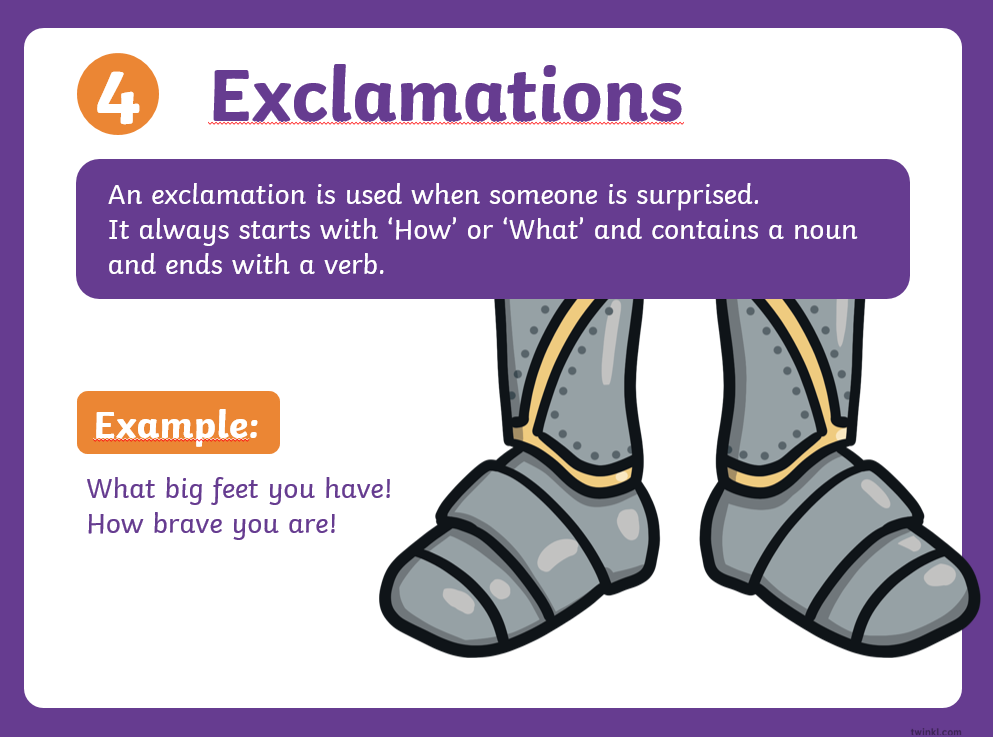 4 Exclamations
An exclamation is used when someone is surprised.
It always starts with ‘How’ or ‘What’ and contains a noun
and ends with a verb.
Example:
What big feet you have!
How brave you are!
twinkl.com